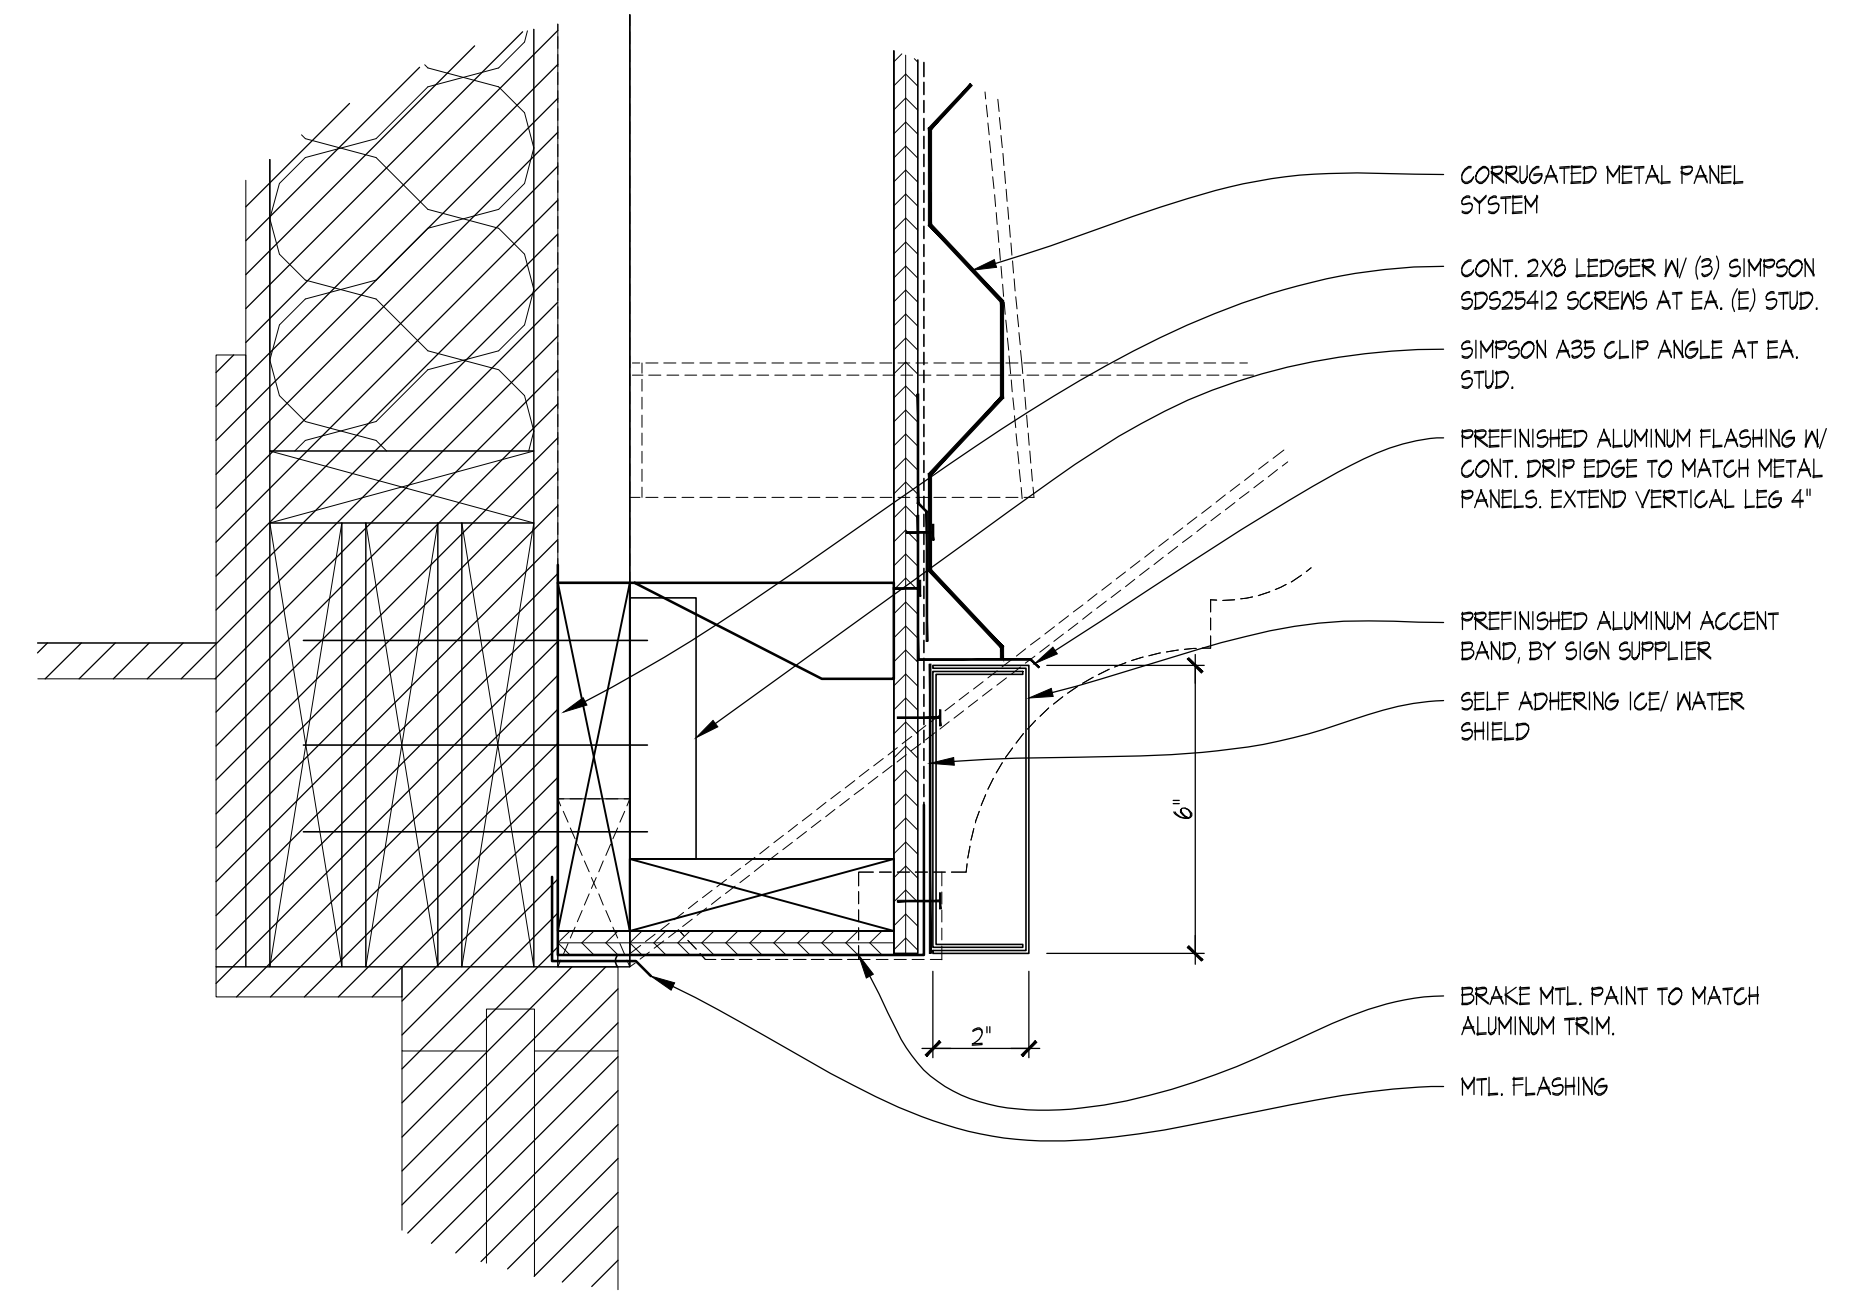 CORRUGATED METAL PANEL
SYSTEM
CONT. 2X8 LEDGER W/ (3) SIMPSON
SDS25412 SCREWS AT EA. (E) STUD.
SIMPSON A35 CLIP ANGLE AT EA.
STUD.
PREFINISHED ALUMINUM FLASHING W/
CONT. DRIP EDGE TO MATCH METAL
PANELS. EXTEND VERTICAL LEG 4"
PREFINISHED ALUMINUM ACCENT
BAND, BY SIGN SUPPLIER
SELF ADHERING ICE/ WATER
SHIELD
6"
BRAKE MTL. PAINT TO MATCH
ALUMINUM TRIM.
2"
MTL. FLASHING